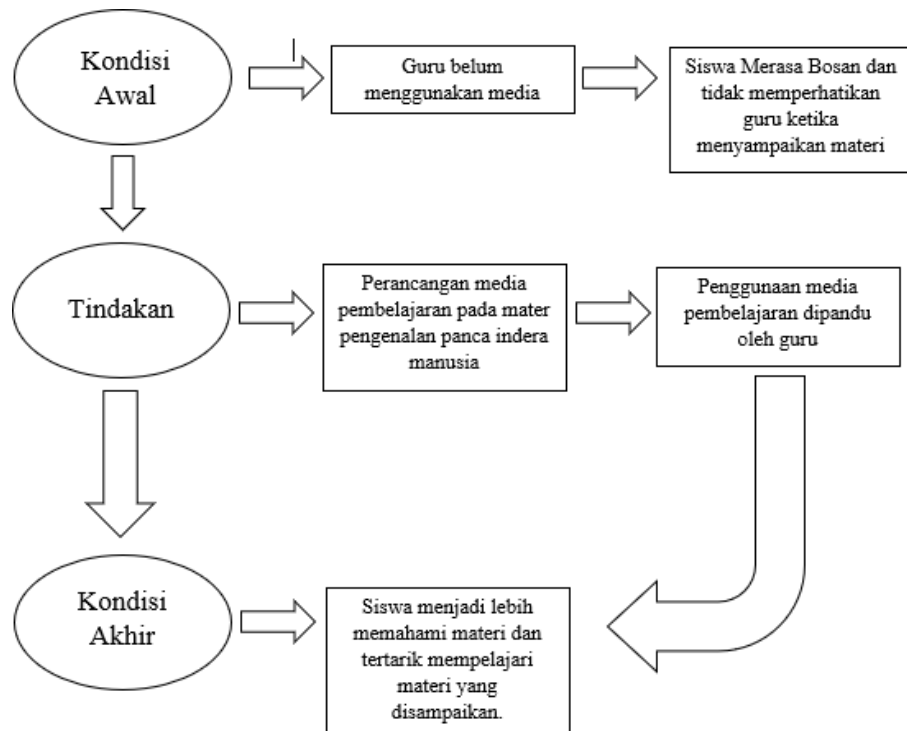 Kondisi
Awal
Guru belum
menggunakan media
Siswa Merasa Bosan dan
tidak memperhatikan
guru ketika
menyampaikan materi
Tindakan
Perancangan media
pembelajaran pada mater
pengenalan panca indera
manusia
Penggunaan media
pembelajaran dipandu
oleh guru
Kondisi
Akhir
Siswa menjadi lebih
memahami materi dan
tertarik mempelajari
materi yang
disampaikan.